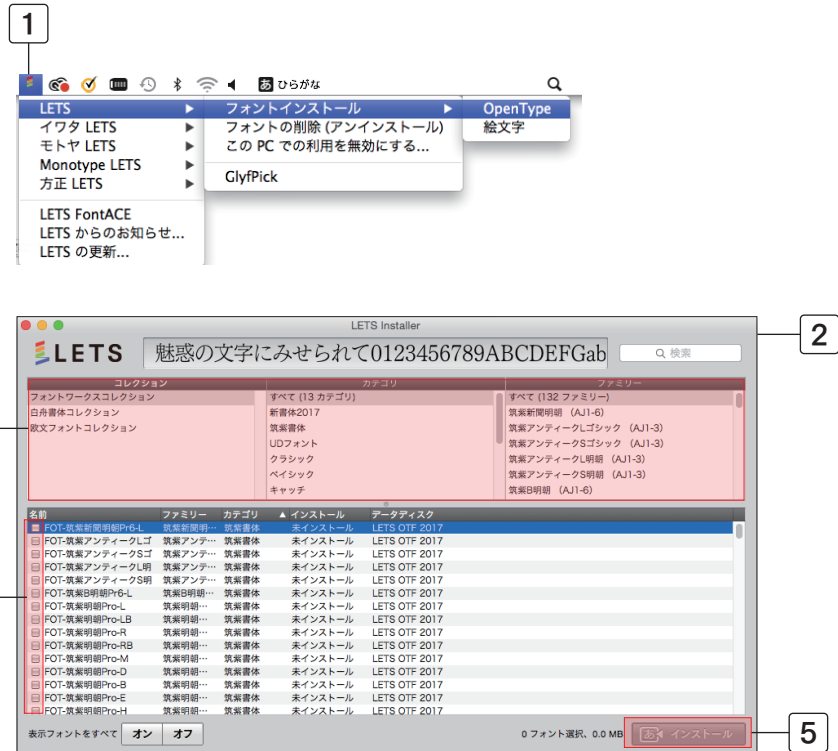 1
あ ひらがな
LETS
フォントインストール
OpenType
イワタ LETS
フォントの削除 (アンインストール)
絵文字
モトヤ LETS
この PC での利用を無効にする...
Monotype LETS
方正 LETS
GlyfPick
LETS FontACE
LETS からのお知らせ...
LETS の更新...
LETS Installer
2
LETS
魅惑の文字にみせられて0123456789ABCDEFGab
検索
コレクション カテゴリ ファミリー
フォントワークスコレクション すべて (13 カテゴリ) すべて (132 ファミリー)
白舟書体コレクション 新書体2017 筑紫新聞明朝 (AJ1-6)
欧文フォントコレクション 筑紫書体 筑紫アンティークLゴシック (AJ1-3)
UDフォント 筑紫アンティークSゴシック (AJ1-3)
クラシック 筑紫アンティークL明朝 (AJ1-3)
ベイシック 筑紫アンティークS明朝 (AJ1-3)
キャッチ 筑紫B明朝 (AJ1-6)
名前 ファミリー カテゴリ ▲ インストール データディスク
FOT-筑紫新聞明朝Pr6-L 筑紫新聞明… 筑紫書体 未インストール LETS OTF 2017
FOT-筑紫アンティークLゴ 筑紫アンテ… 筑紫書体 未インストール LETS OTF 2017
FOT-筑紫アンティークSゴ 筑紫アンテ… 筑紫書体 未インストール LETS OTF 2017
FOT-筑紫アンティークL明 筑紫アンテ… 筑紫書体 未インストール LETS OTF 2017
FOT-筑紫アンティークS明 筑紫アンテ… 筑紫書体 未インストール LETS OTF 2017
FOT-筑紫B明朝Pr6-L 筑紫B明朝… 筑紫書体 未インストール LETS OTF 2017
FOT-筑紫明朝Pro-L 筑紫明朝… 筑紫書体 未インストール LETS OTF 2017
FOT-筑紫明朝Pro-LB 筑紫明朝… 筑紫書体 未インストール LETS OTF 2017
FOT-筑紫明朝Pro-R 筑紫明朝… 筑紫書体 未インストール LETS OTF 2017
FOT-筑紫明朝Pro-RB 筑紫明朝… 筑紫書体 未インストール LETS OTF 2017
FOT-筑紫明朝Pro-M 筑紫明朝… 筑紫書体 未インストール LETS OTF 2017
FOT-筑紫明朝Pro-D 筑紫明朝… 筑紫書体 未インストール LETS OTF 2017
FOT-筑紫明朝Pro-B 筑紫明朝… 筑紫書体 未インストール LETS OTF 2017
FOT-筑紫明朝Pro-E 筑紫明朝… 筑紫書体 未インストール LETS OTF 2017
FOT-筑紫明朝Pro-H 筑紫明朝… 筑紫書体 未インストール LETS OTF 2017
表示フォントをすべて オン オフ 0 フォント選択、0.0 MB あ インストール
5